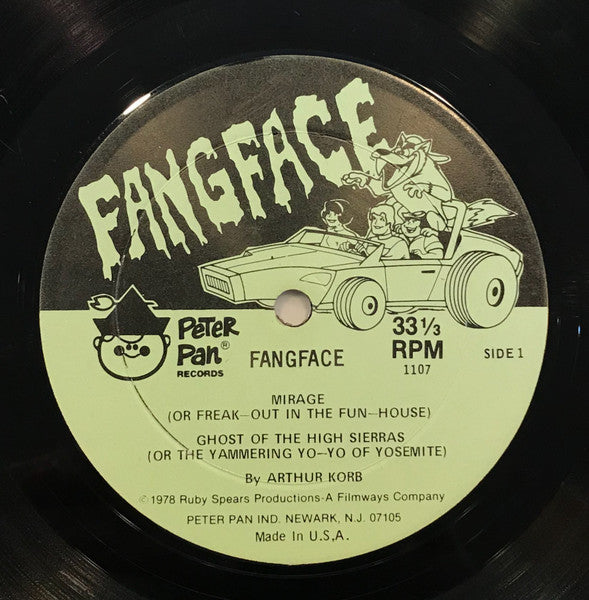 FANGFACE
Peter
Pan®
RECORDS
FANGFACE
33 1/3
RPM
1107
SIDE 1
MIRAGE
(OR FREAK-OUT IN THE FUN-HOUSE)
GHOST OF THE HIGH SIERRAS
(OR THE YAMMERING YO-YO OF YOSEMITE)
By ARTHUR KORB
© 1978 Ruby Spears Productions-A Filmways Company
PETER PAN IND. NEWARK, N.J. 07105
Made In U.S.A.